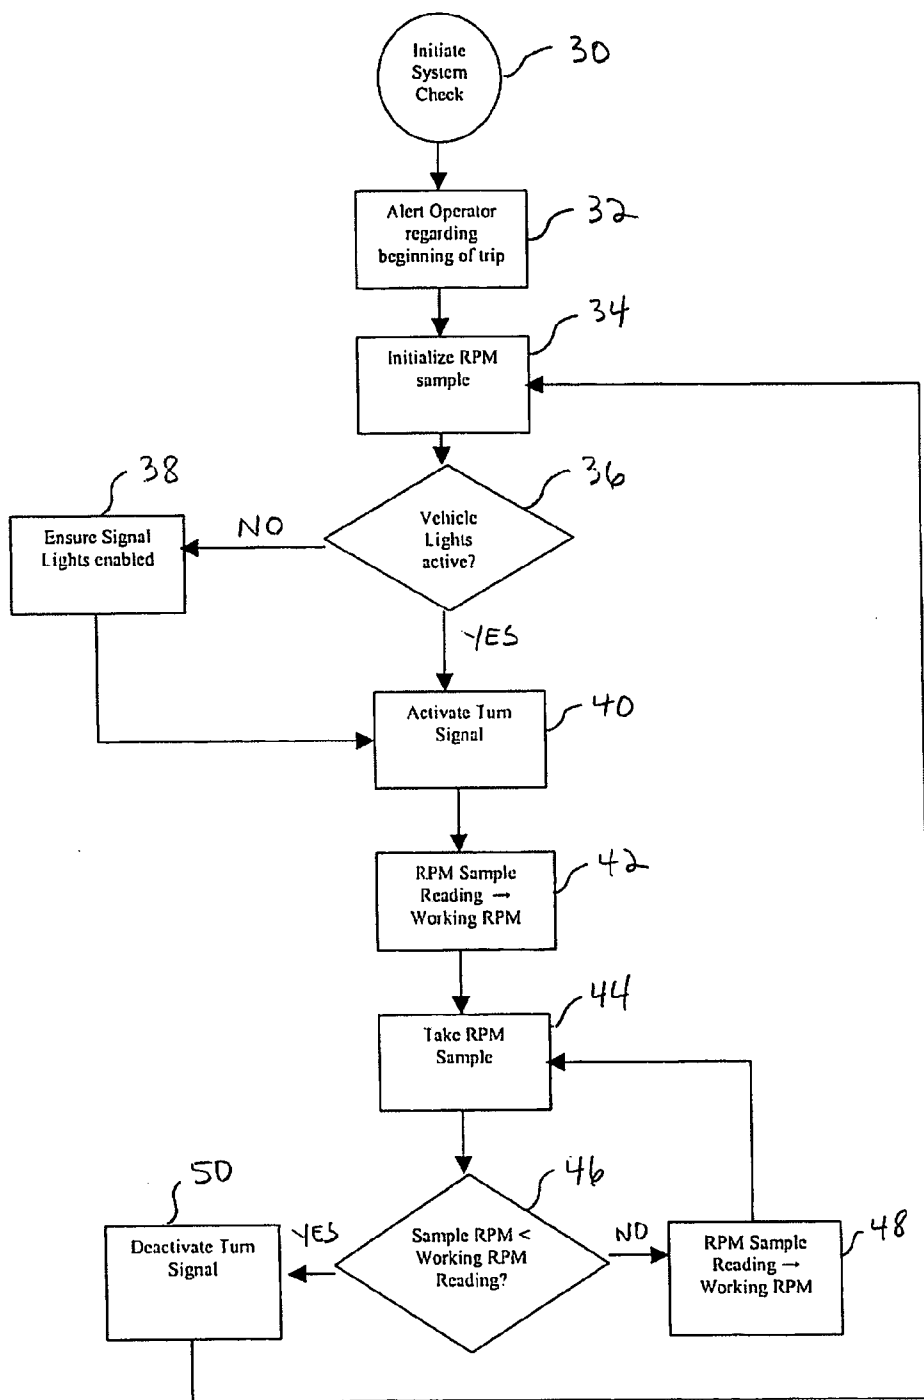 Initiate
System
Check
30
Alert Operator
regarding
beginning of trip
32
34
Initialize RPM
sample
36
Vehicle
Lights
active?
38
NO
Ensure Signal
Lights enabled
YES
Activate Turn
Signal
40
RPM Sample
Reading →
Working RPM
42
44
Take RPM
Sample
46
Sample RPM <
Working RPM
Reading?
50
YES
Deactivate Turn
Signal
NO
RPM Sample
Reading →
Working RPM
48